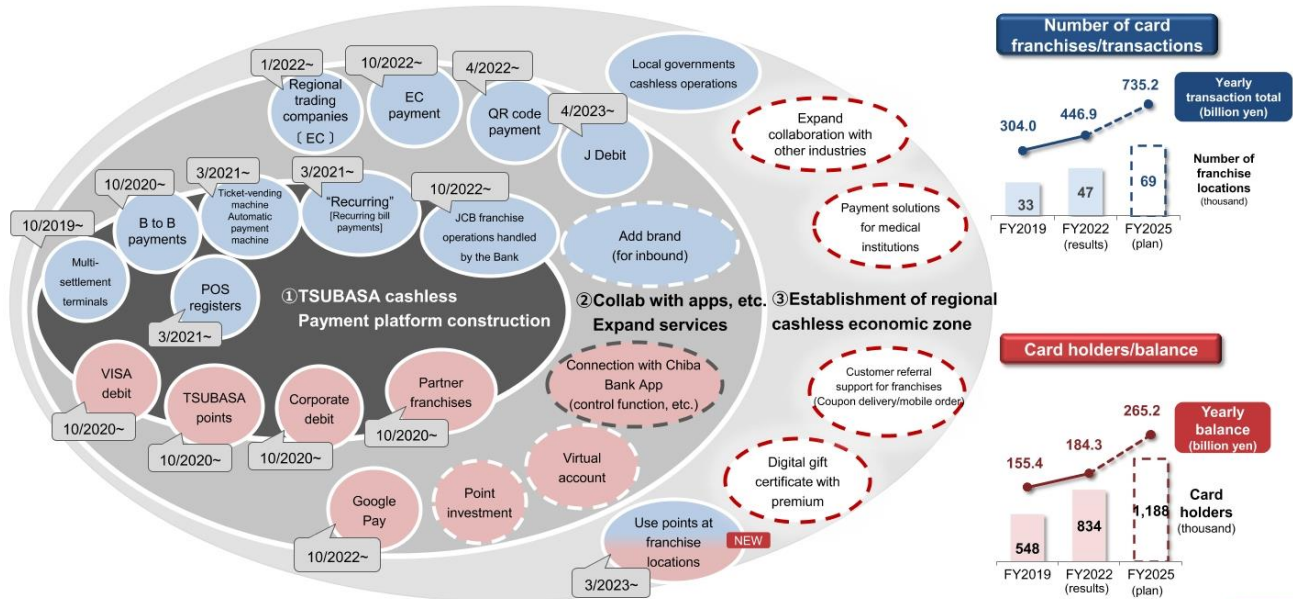 1/2022~
Regional
trading
companies
〔 EC 〕
10/2022~
EC
payment
4/2022~
QR code
payment
4/2023~
J Debit
Local governments
cashless operations
Expand
collaboration with
other industries
10/2019~
Multi-
settlement
terminals
10/2020~
B to B
payments
3/2021~
Ticket-vending
machine
Automatic
payment
machine
3/2021~
“Recurring”
[Recurring bill
payments]
10/2022~
JCB franchise
operations handled
by the Bank
Add brand
(for inbound)
Payment solutions
for medical
institutions
POS
registers
3/2021~
①TSUBASA cashless
Payment platform construction
②Collab with apps, etc.
Expand services
③Establishment of regional
cashless economic zone
VISA
debit
10/2020~
TSUBASA
points
10/2020~
Corporate
debit
10/2020~
Partner
franchises
10/2020~
Connection with Chiba
Bank App
(control function, etc.)
Customer referral
support for franchises
(Coupon delivery/mobile order)
Google
Pay
10/2022~
Point
investment
Virtual
account
Digital gift
certificate with
premium
Use points at
franchise
locations
NEW
3/2023~
Number of card
franchises/transactions
735.2
446.9
304.0
Yearly
transaction total
(billion yen)
33
47
69
Number of
franchise
locations
(thousand)
FY2019
FY2022
(results)
FY2025
(plan)
Card holders/balance
265.2
184.3
155.4
Yearly
balance
(billion yen)
548
834
1,188
Card
holders
(thousand)
FY2019
FY2022
(results)
FY2025
(plan)